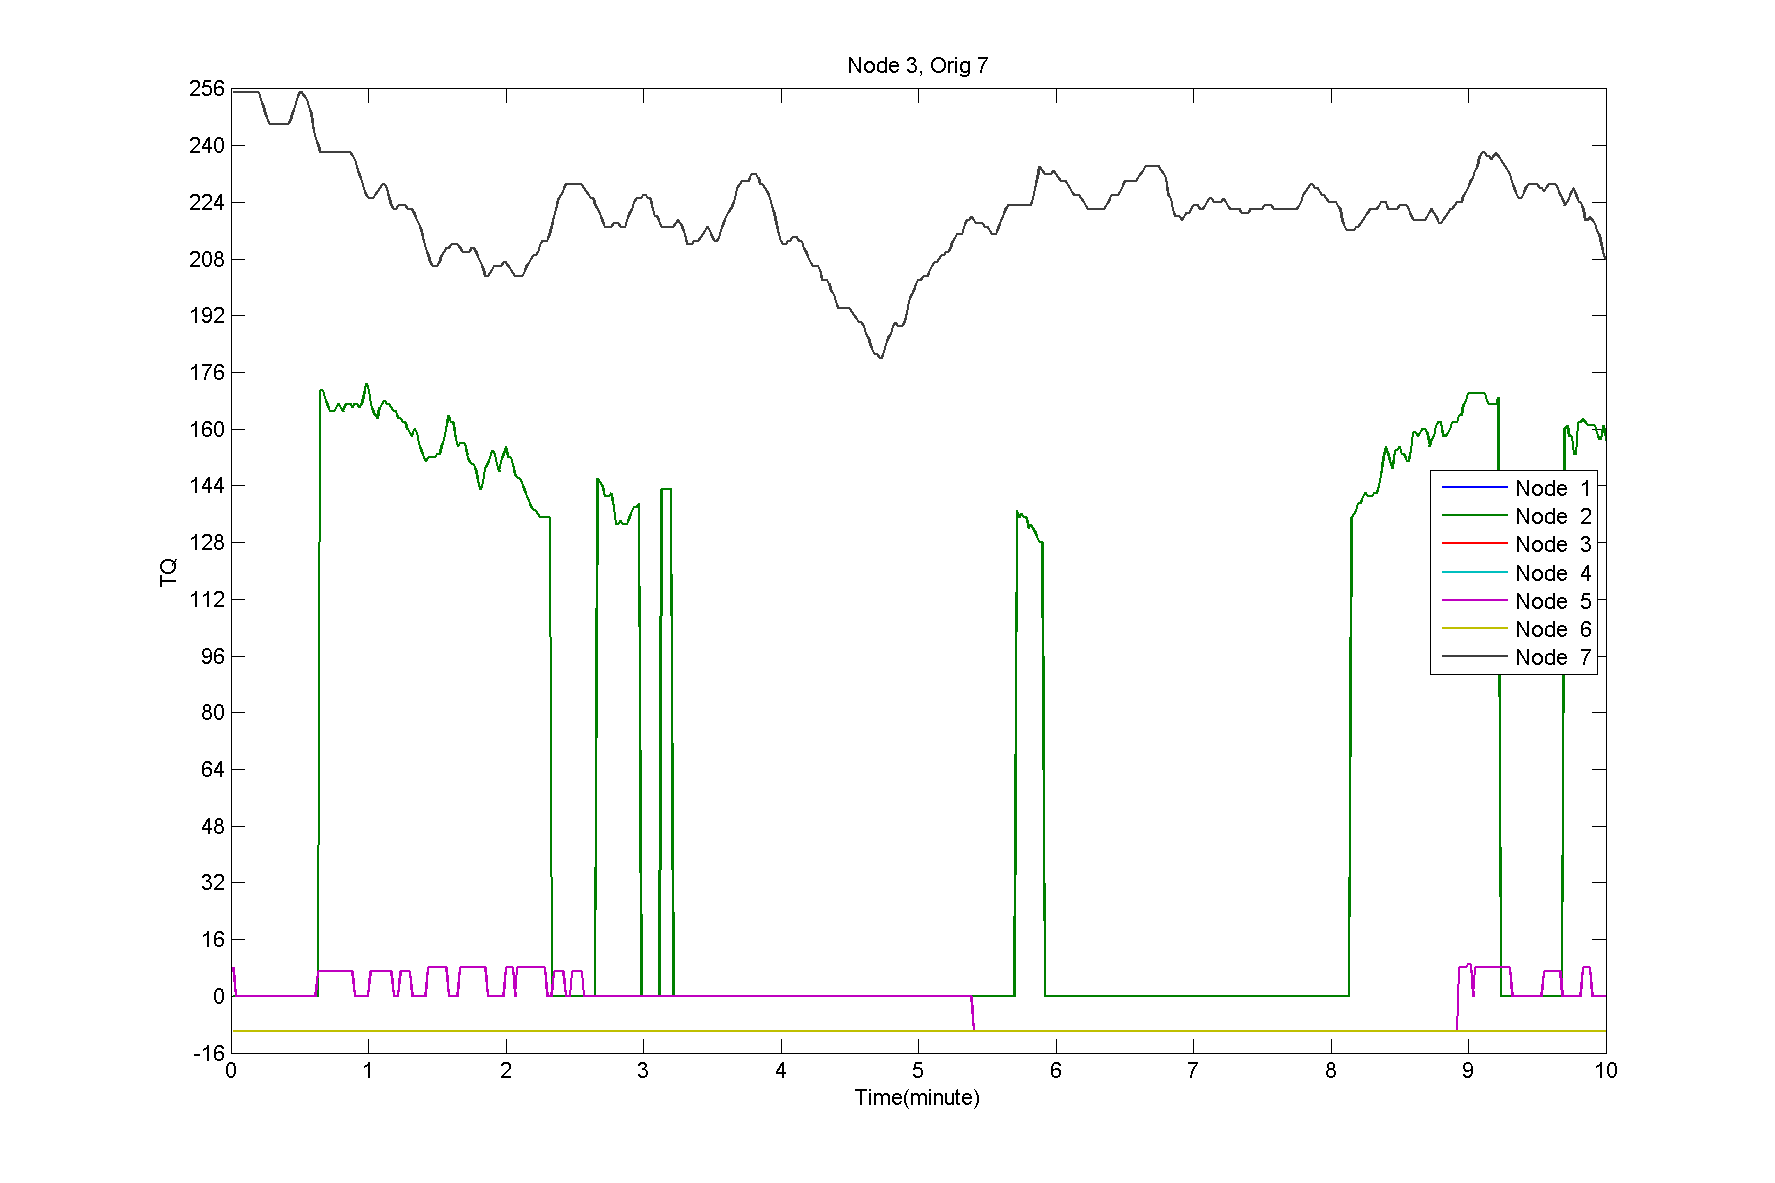 Node 3, Orig 7
256
240
224
208
192
176
160
144
128
112
96
80
64
48
32
16
0
-16
TQ
Node 1
Node 2
Node 3
Node 4
Node 5
Node 6
Node 7
0 1 2 3 4 5 6 7 8 9 10
Time(minute)